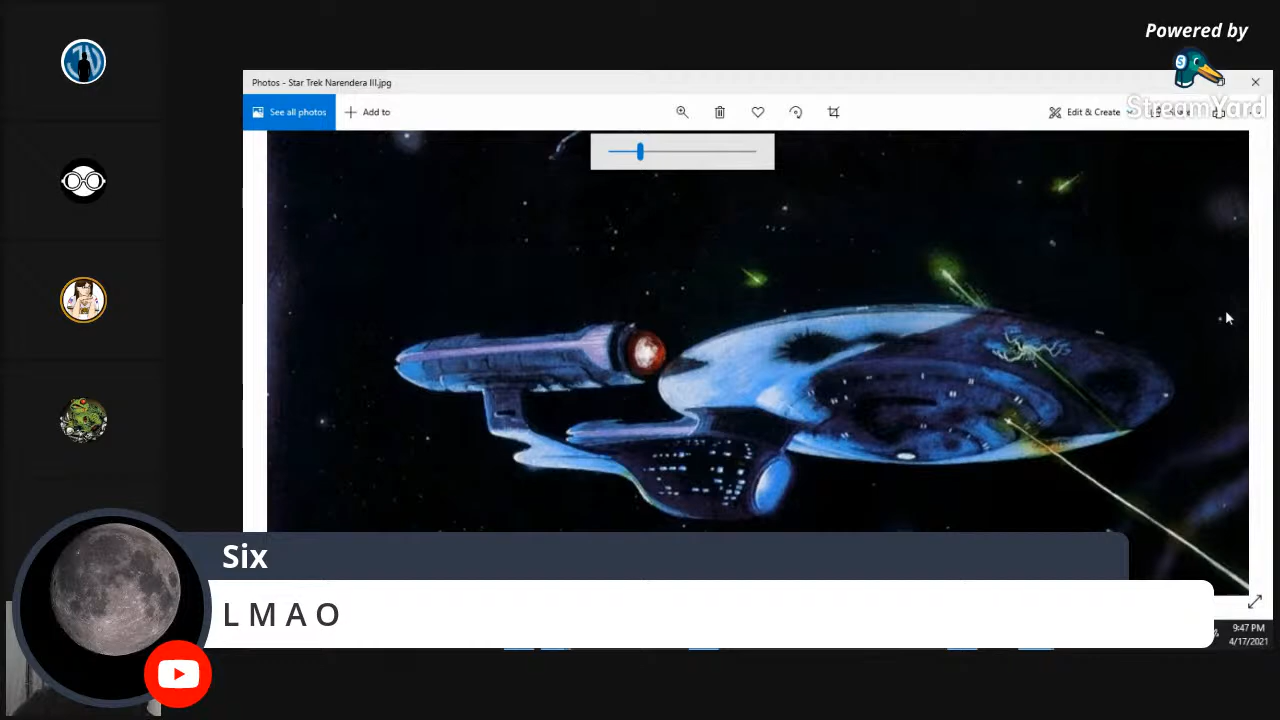 Powered by
StreamYard
Photos - Star Trek Narendera III.jpg
See all photos
Add to
Edit & Create
Six
L M A O
9:47 PM
4/17/2021